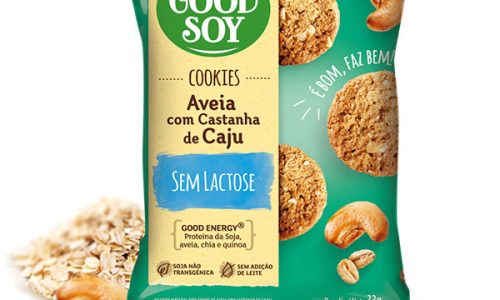 GOOD
SOY
COOKIES
Aveia
com Castanha
de Caju
SEM LACTOSE
GOOD ENERGY®
Proteína da Soja,
aveia, chia e quinoa
SOJA NÃO
TRANSGÊNICA
SEM ADIÇÃO
DE LEITE
É BOM, FAZ BEM!